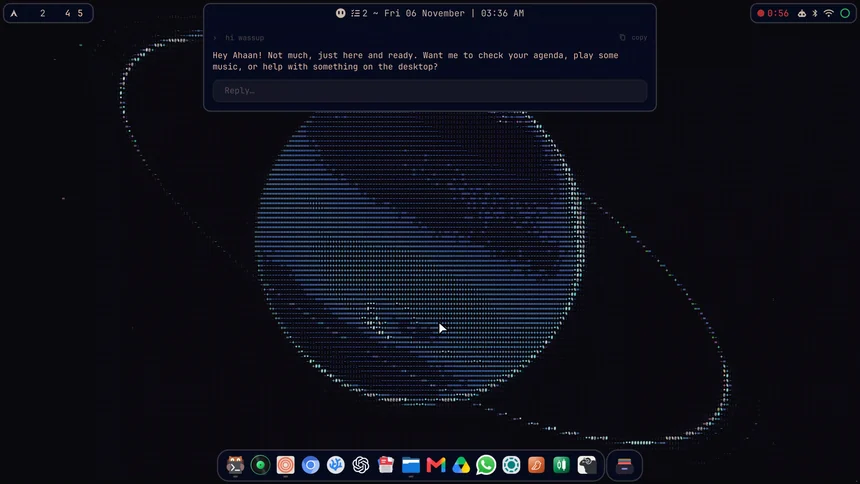 2 4 5
2 ~ Fri 06 November | 03:36 AM
0:56
› hi wassup
copy
Hey Ahaan! Not much, just here and ready. Want me to check your agenda, play some
music, or help with something on the desktop?
Reply…